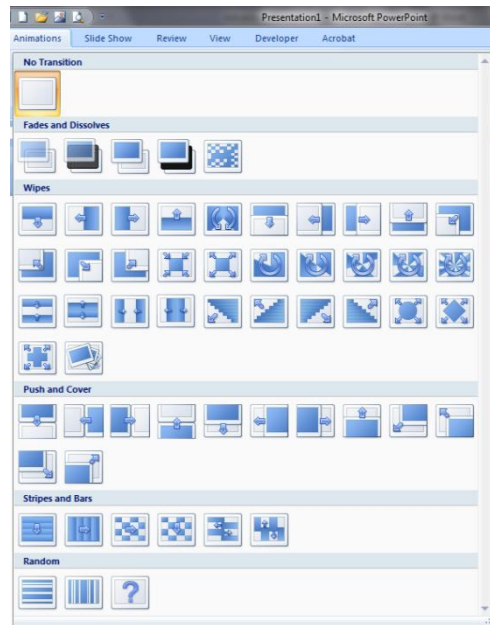 Presentation1 - Microsoft PowerPoint
Animations Slide Show Review View Developer Acrobat
No Transition
Fades and Dissolves
Wipes
Push and Cover
Stripes and Bars
Random
?